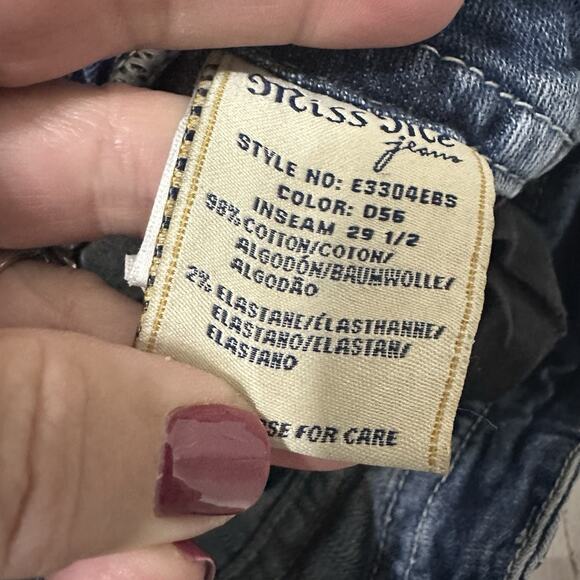 Miss Me
jeans
STYLE NO: E3304EBS
COLOR: D56
INSEAM 29 1/2
98% COTTON/COTON/
ALGODÓN/BAUMWOLLE/
ALGODÃO
2% ELASTANE/ÉLASTHANNE/
ELASTANO/ELASTAN/
ELASTANO
FOR CARE